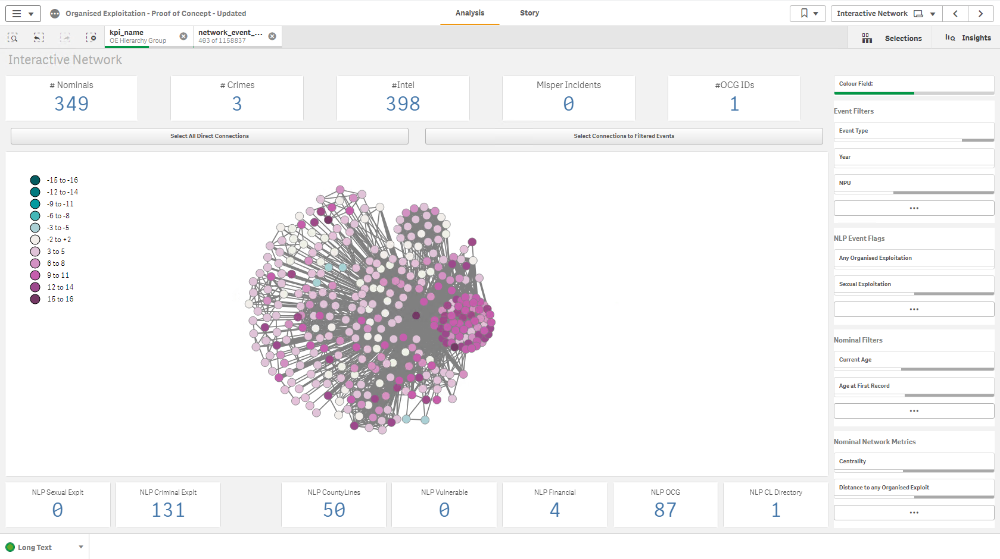 Organised Exploitation - Proof of Concept - Updated
Analysis
Story
Interactive Network
kpi_name
OE Hierarchy Group
network_event_...
403 of 1158837
Selections
Insights
Interactive Network
# Nominals
349
# Crimes
3
#Intel
398
Misper Incidents
0
#OCG IDs
1
Select All Direct Connections
Select Connections to Filtered Events
-15 to -16
-12 to -14
-9 to -11
-6 to -8
-3 to -5
-2 to +2
3 to 5
6 to 8
9 to 11
12 to 14
15 to 16
Colour Field:
Event Filters
Event Type
Year
NPU
...
NLP Event Flags
Any Organised Exploitation
Sexual Exploitation
...
Nominal Filters
Current Age
Age at First Record
...
Nominal Network Metrics
Centrality
Distance to any Organised Exploit
...
NLP Sexual Explt
0
NLP Criminal Explt
131
NLP CountyLines
50
NLP Vulnerable
0
NLP Financial
4
NLP OCG
87
NLP CL Directory
1
Long Text